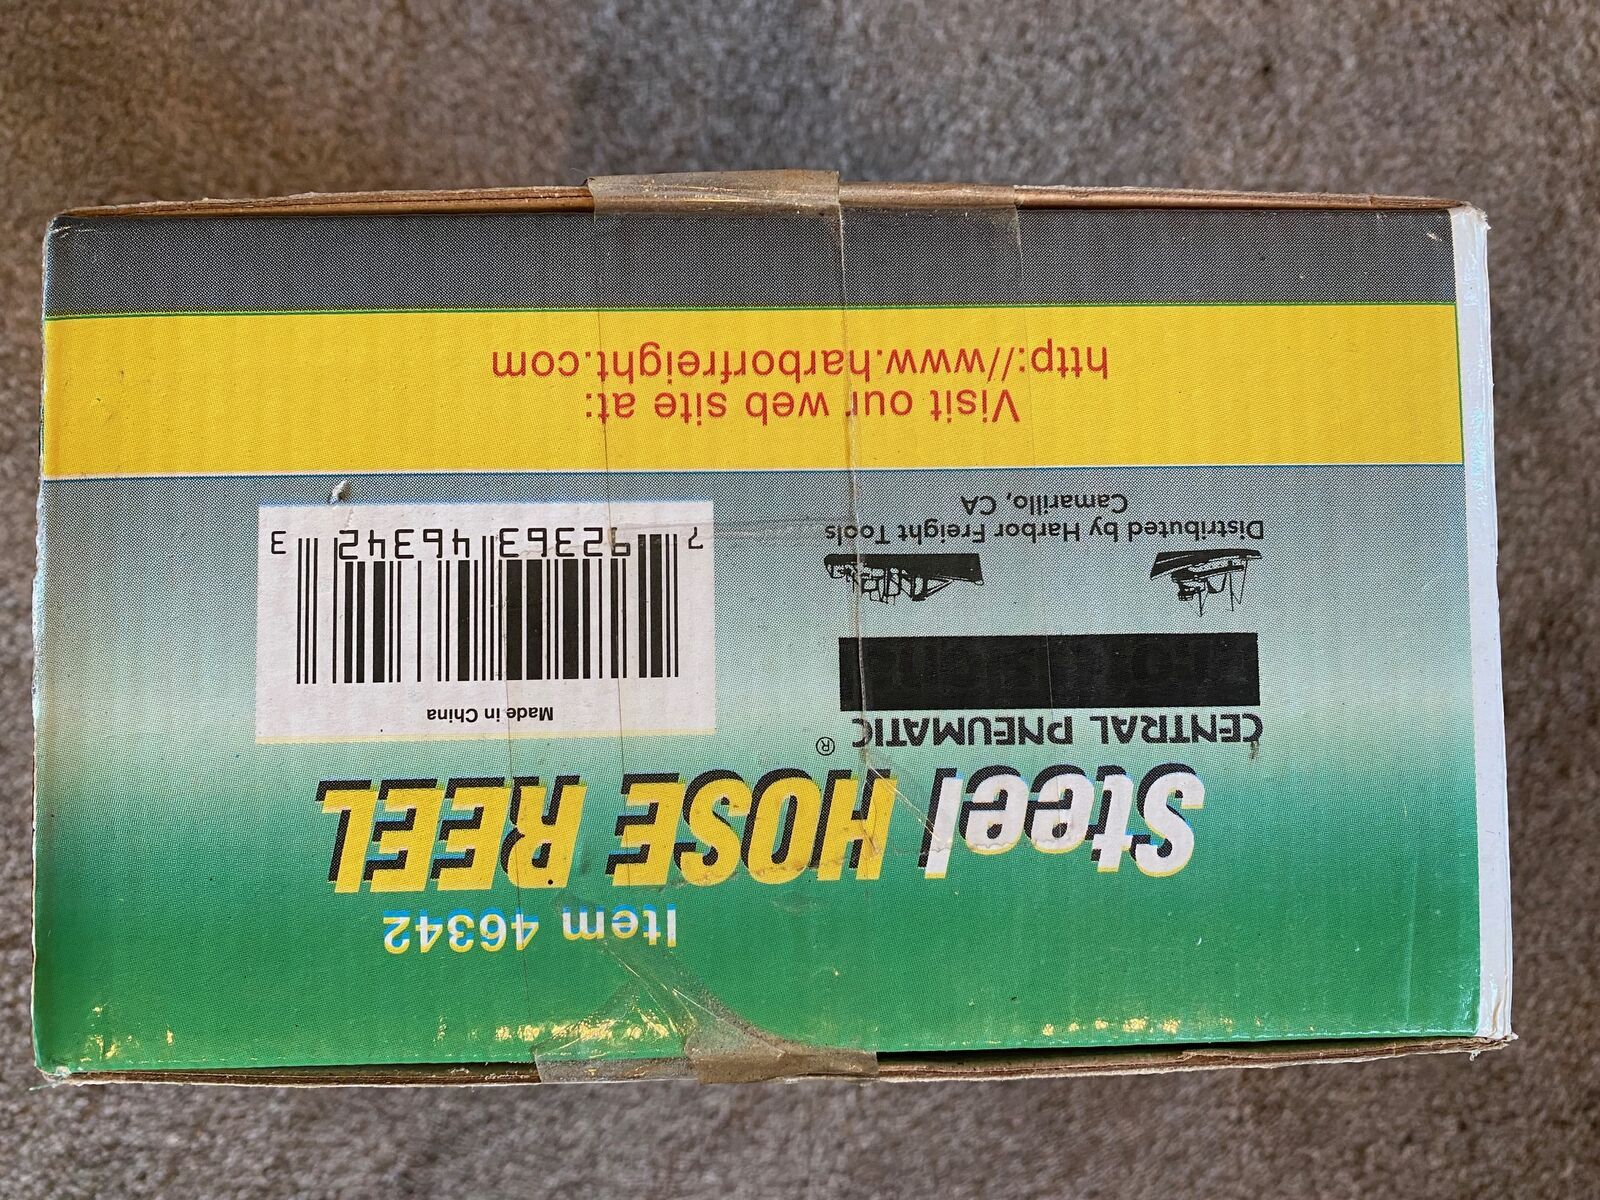 Item 46342
Steel HOSE REEL
CENTRAL PNEUMATIC ®
Made in China
7 92363 46342 3
Distributed by Harbor Freight Tools
Camarillo, CA
Visit our web site at:
http://www.harborfreight.com